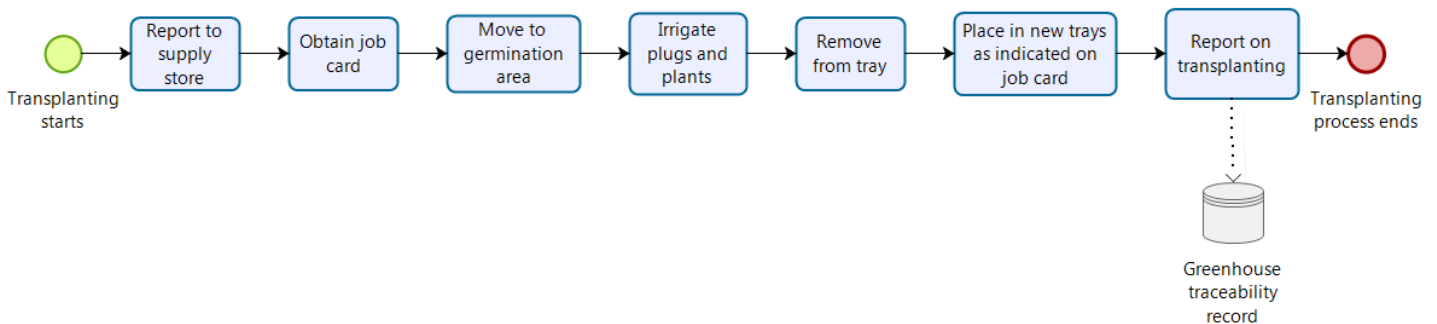 Transplanting
starts
Report to
supply
store
Obtain job
card
Move to
germination
area
Irrigate
plugs and
plants
Remove
from tray
Place in new trays
as indicated on
job card
Report on
transplanting
Transplanting
process ends
Greenhouse
traceability
record